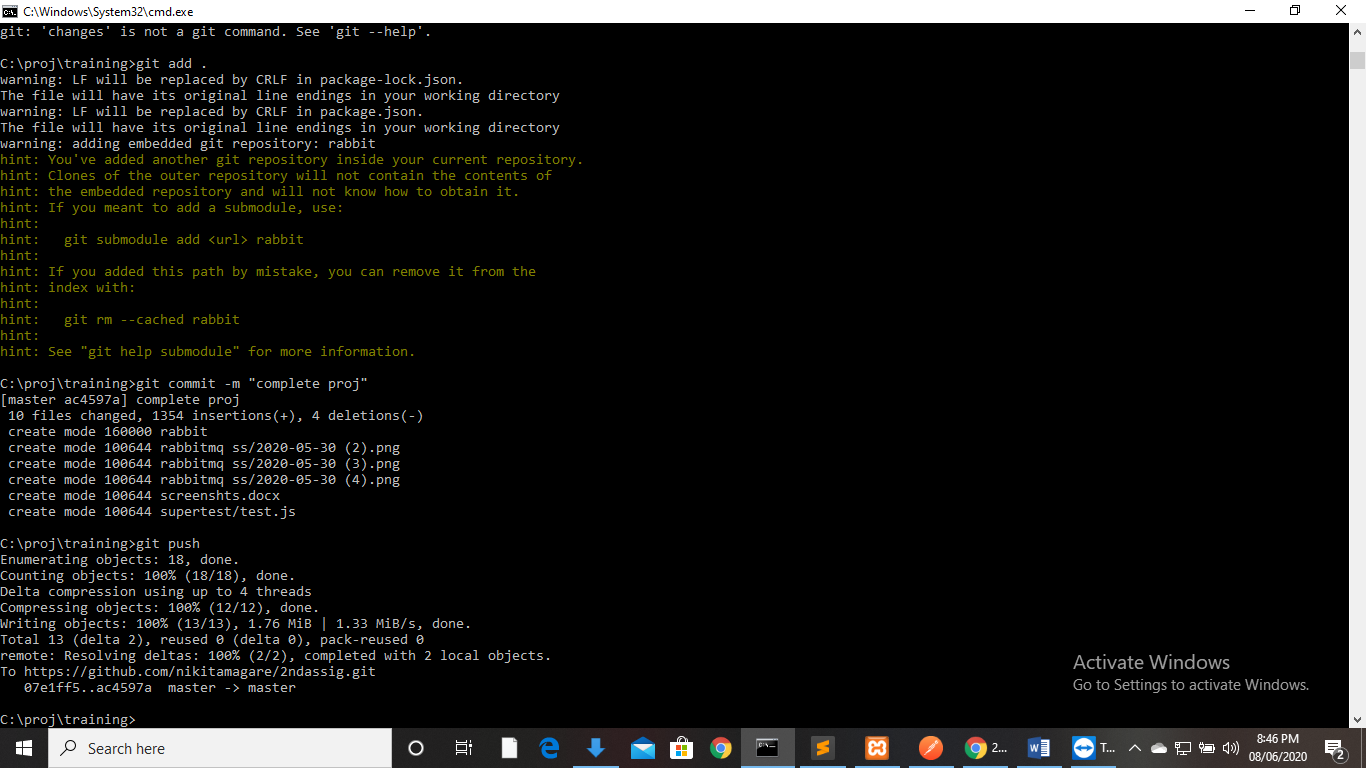 C:\Windows\System32\cmd.exe
git: 'changes' is not a git command. See 'git --help'.
C:\proj\training>git add .
warning: LF will be replaced by CRLF in package-lock.json.
The file will have its original line endings in your working directory
warning: LF will be replaced by CRLF in package.json.
The file will have its original line endings in your working directory
warning: adding embedded git repository: rabbit
hint: You've added another git repository inside your current repository.
hint: Clones of the outer repository will not contain the contents of
hint: the embedded repository and will not know how to obtain it.
hint: If you meant to add a submodule, use:
hint:
hint:   git submodule add <url> rabbit
hint:
hint: If you added this path by mistake, you can remove it from the
hint: index with:
hint:
hint:   git rm --cached rabbit
hint:
hint: See "git help submodule" for more information.
C:\proj\training>git commit -m "complete proj"
[master ac4597a] complete proj
 10 files changed, 1354 insertions(+), 4 deletions(-)
 create mode 160000 rabbit
 create mode 100644 rabbitmq ss/2020-05-30 (2).png
 create mode 100644 rabbitmq ss/2020-05-30 (3).png
 create mode 100644 rabbitmq ss/2020-05-30 (4).png
 create mode 100644 screenshts.docx
 create mode 100644 supertest/test.js
C:\proj\training>git push
Enumerating objects: 18, done.
Counting objects: 100% (18/18), done.
Delta compression using up to 4 threads
Compressing objects: 100% (12/12), done.
Writing objects: 100% (13/13), 1.76 MiB | 1.33 MiB/s, done.
Total 13 (delta 2), reused 0 (delta 0), pack-reused 0
remote: Resolving deltas: 100% (2/2), completed with 2 local objects.
To https://github.com/nikitamagare/2ndassig.git
   07e1ff5..ac4597a  master -> master
C:\proj\training>
Activate Windows
Go to Settings to activate Windows.
Search here
2...
T...
8:46 PM
08/06/2020
2